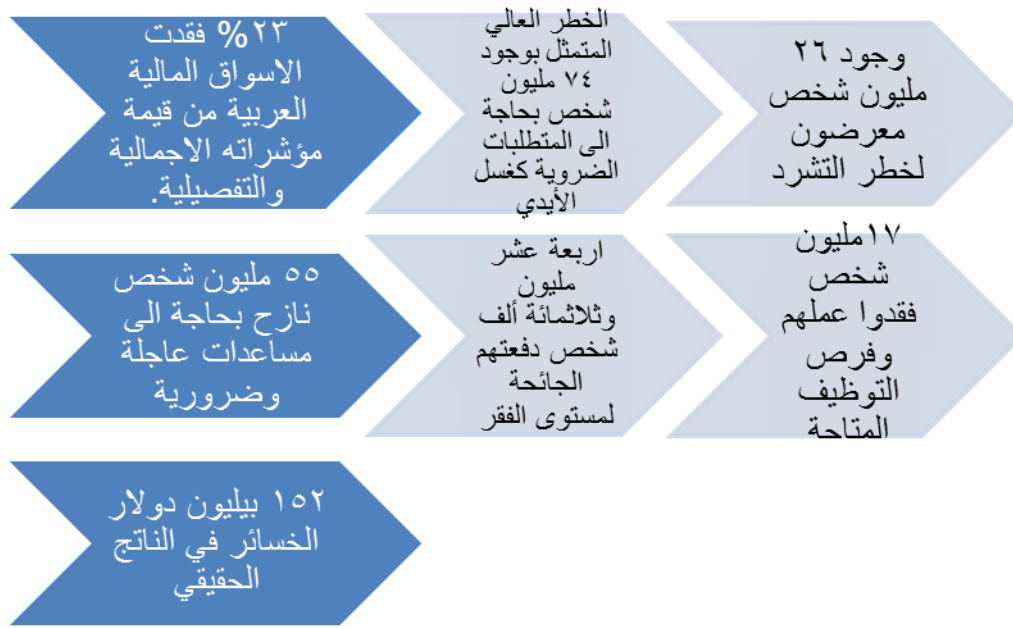 ٢٣% فقدت
الاسواق المالية
العربية من قيمة
مؤشراته الاجمالية
والتفصيلية.
الخطر العالي
المتمثل بوجود
٧٤ مليون
شخص بحاجة
الى المتطلبات
الضروية كغسل
الأيدي
وجود ٢٦
مليون شخص
معرضون
لخطر التشرد
٥٥ مليون شخص
نازح بحاجة الى
مساعدات عاجلة
وضرورية
اربعة عشر
مليون
وثلاثمائة ألف
شخص دفعتهم
الجائحة
لمستوى الفقر
١٧مليون
شخص
فقدوا عملهم
وفرص
التوظيف
المتاحة
١٥٢ بيليون دولار
الخسائر في الناتج
الحقيقي